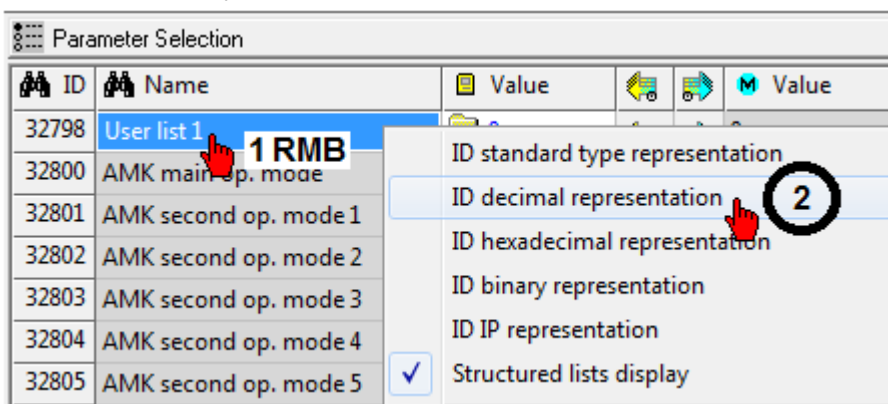 Parameter Selection
ID Name Value M Value
32798 User list 1
1 RMB
ID standard type representation
32800 AMK main op. mode
ID decimal representation 2
32801 AMK second op. mode 1
ID hexadecimal representation
32802 AMK second op. mode 2
ID binary representation
32803 AMK second op. mode 3
ID IP representation
32804 AMK second op. mode 4
Structured lists display
32805 AMK second op. mode 5